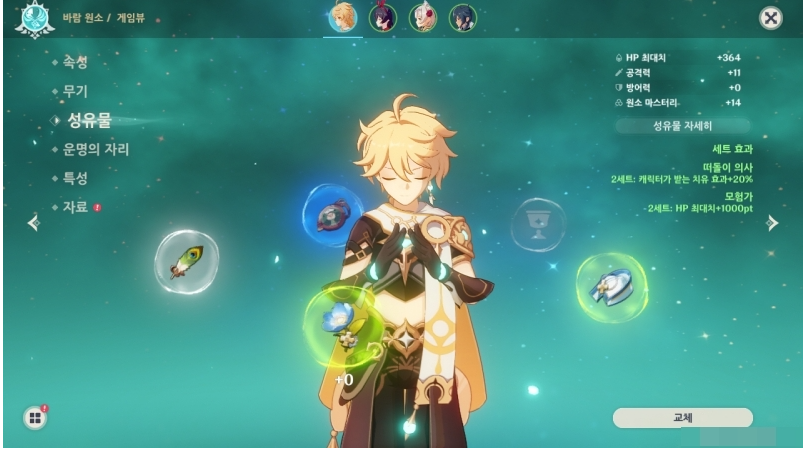 바람 원소 / 게임뷰
속성
무기
성유물
운명의 자리
특성
자료
HP 최대치 +364
공격력 +11
방어력 +0
원소 마스터리 +14
성유물 자세히
세트 효과
떠돌이 의사
2세트: 캐릭터가 받는 치유 효과+20%
모험가
2세트: HP 최대치+1000pt
+0
교체